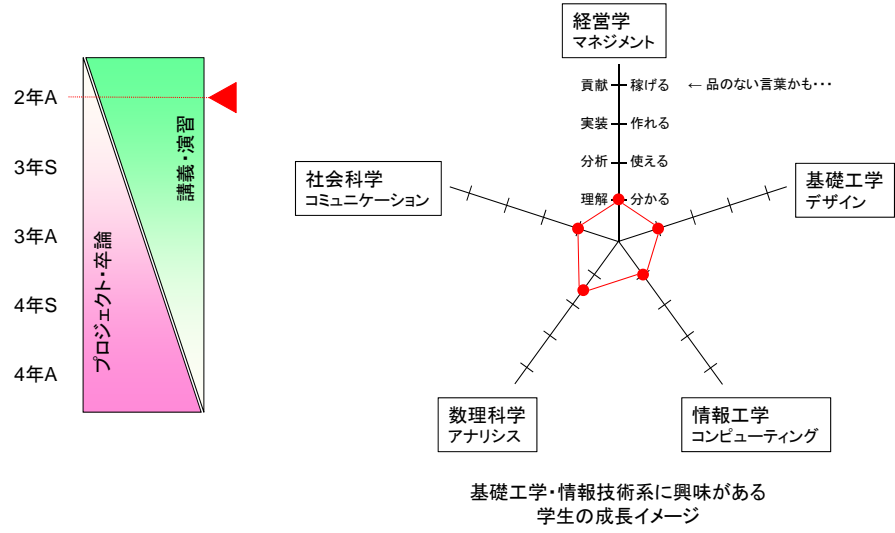 2年A
3年S
3年A
4年S
4年A
講義・演習
プロジェクト・卒論
経営学
マネジメント
貢献 稼げる ← 品のない言葉かも・・・
実装 作れる
分析 使える
理解 分かる
社会科学
コミュニケーション
基礎工学
デザイン
数理科学
アナリシス
情報工学
コンピューティング
基礎工学・情報技術系に興味がある
学生の成長イメージ